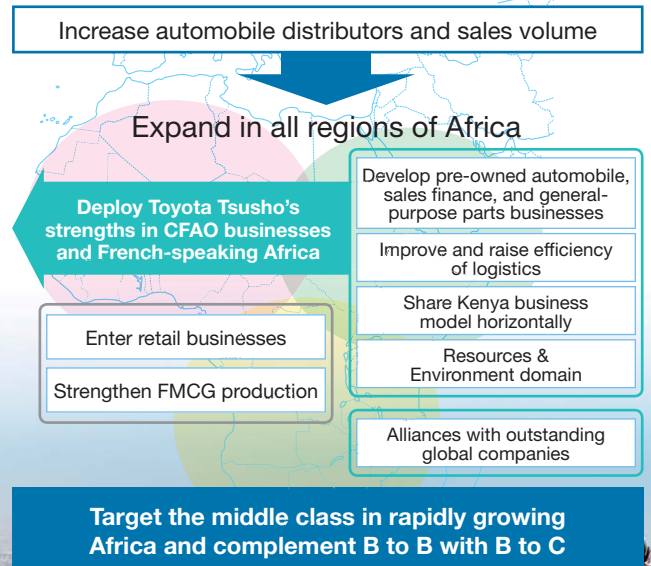 Increase automobile distributors and sales volume
Expand in all regions of Africa
Deploy Toyota Tsusho's
strengths in CFAO businesses
and French-speaking Africa
Develop pre-owned automobile,
sales finance, and general-
purpose parts businesses
Improve and raise efficiency
of logistics
Share Kenya business
model horizontally
Resources &
Environment domain
Enter retail businesses
Strengthen FMCG production
Alliances with outstanding
global companies
Target the middle class in rapidly growing
Africa and complement B to B with B to C